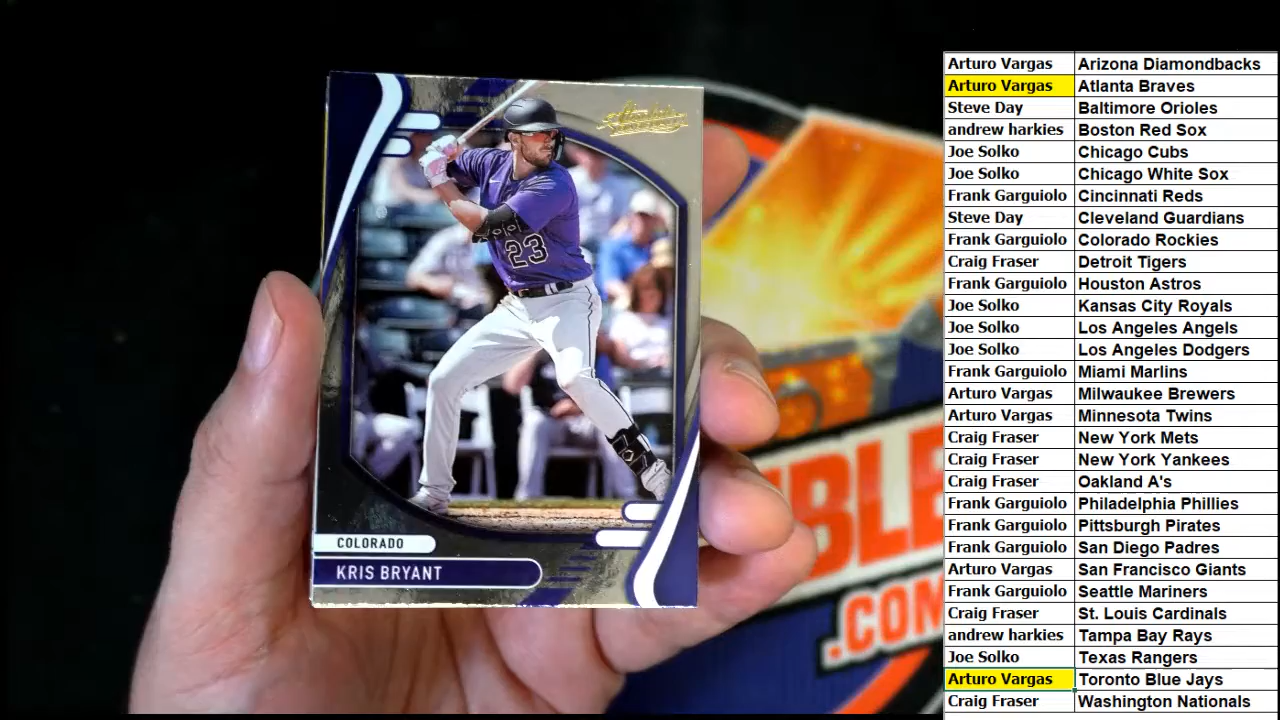 Absolute
23
COLORADO
KRIS BRYANT
BLE
.COM
Arturo Vargas Arizona Diamondbacks
Arturo Vargas Atlanta Braves
Steve Day Baltimore Orioles
andrew harkies Boston Red Sox
Joe Solko Chicago Cubs
Joe Solko Chicago White Sox
Frank Garguiolo Cincinnati Reds
Steve Day Cleveland Guardians
Frank Garguiolo Colorado Rockies
Craig Fraser Detroit Tigers
Frank Garguiolo Houston Astros
Joe Solko Kansas City Royals
Joe Solko Los Angeles Angels
Joe Solko Los Angeles Dodgers
Frank Garguiolo Miami Marlins
Arturo Vargas Milwaukee Brewers
Arturo Vargas Minnesota Twins
Craig Fraser New York Mets
Craig Fraser New York Yankees
Craig Fraser Oakland A's
Frank Garguiolo Philadelphia Phillies
Frank Garguiolo Pittsburgh Pirates
Frank Garguiolo San Diego Padres
Arturo Vargas San Francisco Giants
Frank Garguiolo Seattle Mariners
Craig Fraser St. Louis Cardinals
andrew harkies Tampa Bay Rays
Joe Solko Texas Rangers
Arturo Vargas Toronto Blue Jays
Craig Fraser Washington Nationals